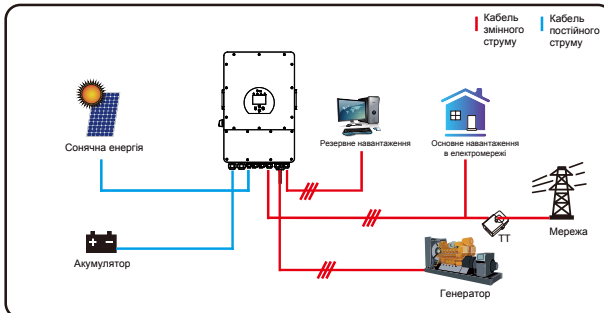 Кабель
змінного
струму
Кабель
постійного
струму
Сонячна енергія
Резервне навантаження
Основне навантаження
в електромережі
ТТ
Мережа
Акумулятор
Генератор